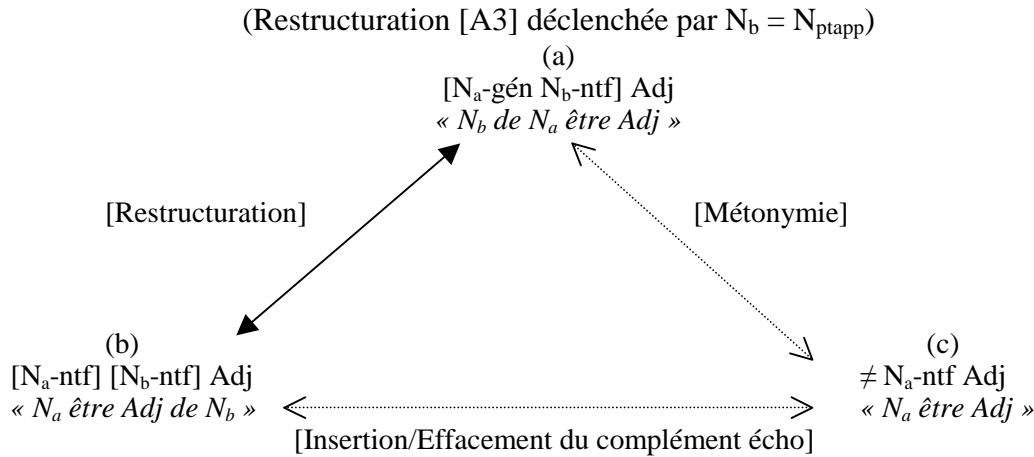 (Restructuration [A3] déclenchée par N_b = N_ptapp)
(a)
[N_a-gén N_b-ntf] Adj
« N_b de N_a être Adj »
[Restructuration] [Métonymie]
(b) (c)
[N_a-ntf] [N_b-ntf] Adj ≠ N_a-ntf Adj
« N_a être Adj de N_b » « N_a être Adj »
[Insertion/Effacement du complément écho]